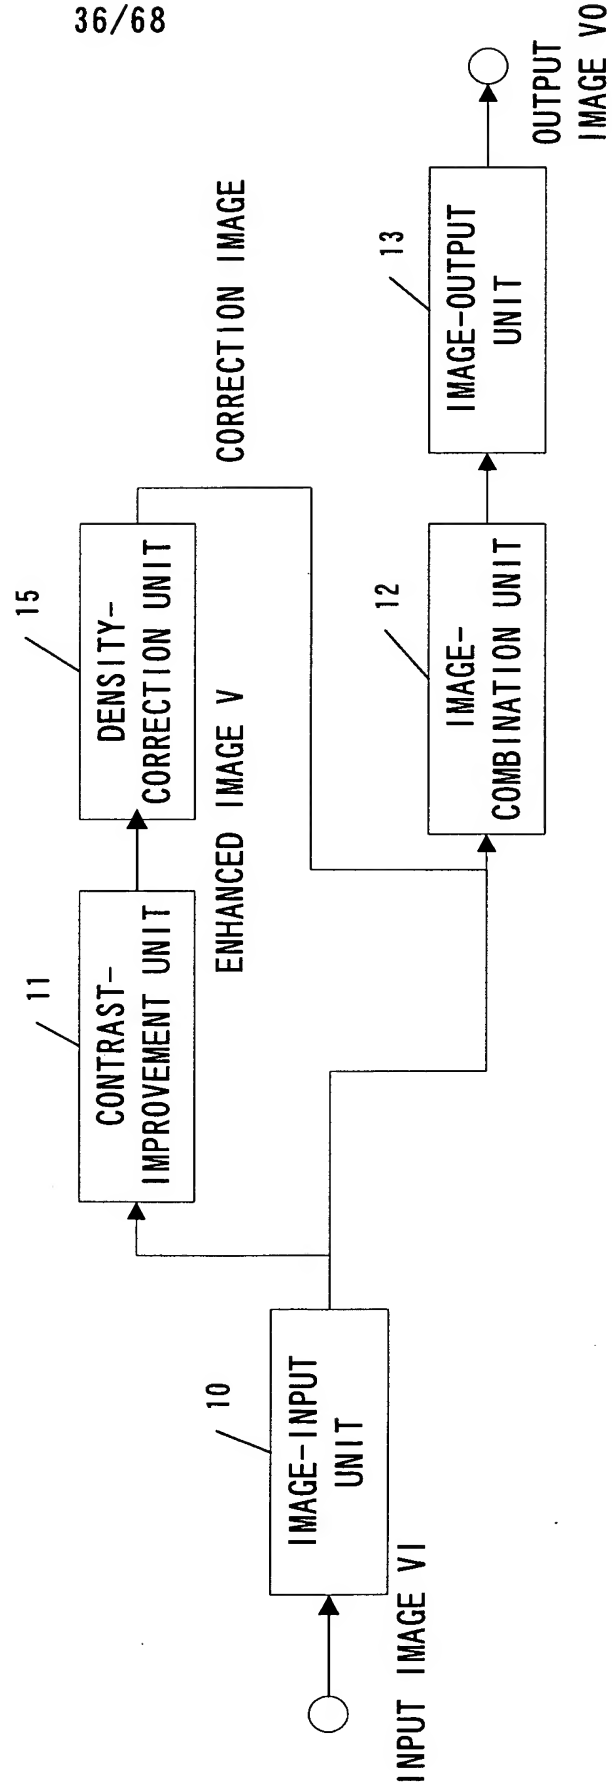 36/68
INPUT IMAGE VI
10
IMAGE-INPUT
UNIT
11
CONTRAST-
IMPROVEMENT UNIT
ENHANCED IMAGE V
15
DENSITY-
CORRECTION UNIT
CORRECTION IMAGE
12
IMAGE-
COMBINATION UNIT
13
IMAGE-OUTPUT
UNIT
OUTPUT
IMAGE VO